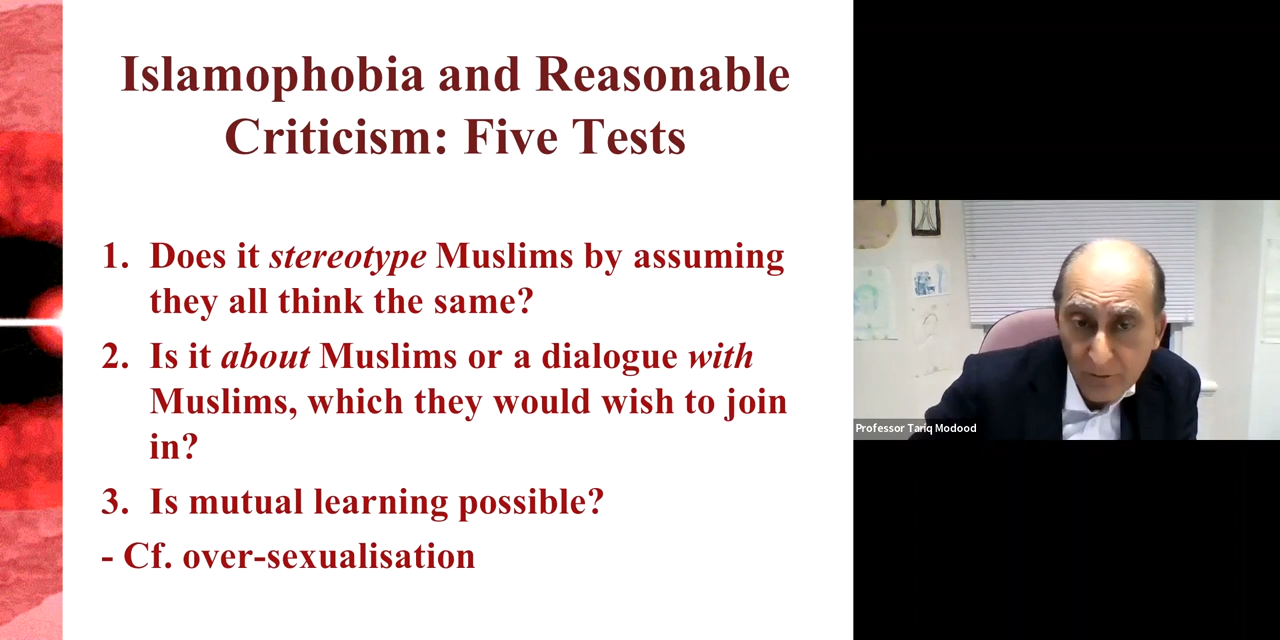 Islamophobia and Reasonable
Criticism: Five Tests
1. Does it stereotype Muslims by assuming
they all think the same?
2. Is it about Muslims or a dialogue with
Muslims, which they would wish to join
in?
3. Is mutual learning possible?
- Cf. over-sexualisation
Professor Tariq Modood